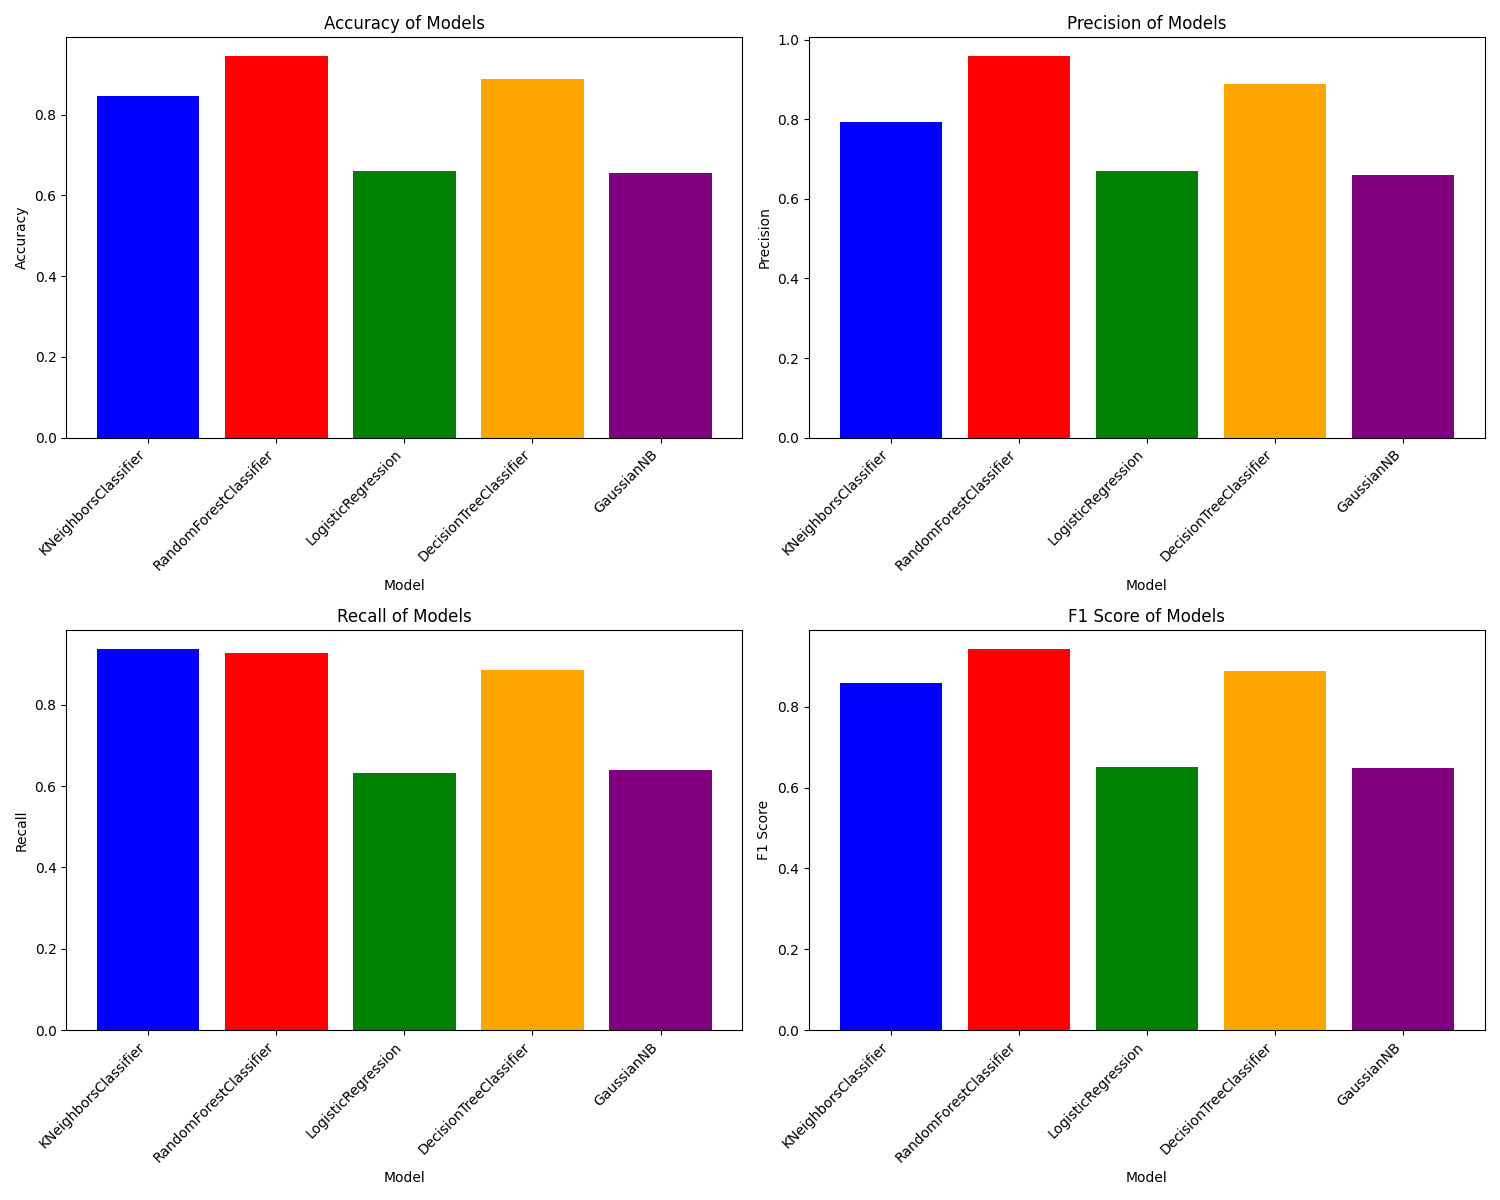 Accuracy of Models
Accuracy
0.8
0.6
0.4
0.2
0.0
KNeighborsClassifier
RandomForestClassifier
LogisticRegression
DecisionTreeClassifier
GaussianNB
Model
Precision of Models
Precision
1.0
0.8
0.6
0.4
0.2
0.0
KNeighborsClassifier
RandomForestClassifier
LogisticRegression
DecisionTreeClassifier
GaussianNB
Model
Recall of Models
Recall
0.8
0.6
0.4
0.2
0.0
KNeighborsClassifier
RandomForestClassifier
LogisticRegression
DecisionTreeClassifier
GaussianNB
Model
F1 Score of Models
F1 Score
0.8
0.6
0.4
0.2
0.0
KNeighborsClassifier
RandomForestClassifier
LogisticRegression
DecisionTreeClassifier
GaussianNB
Model